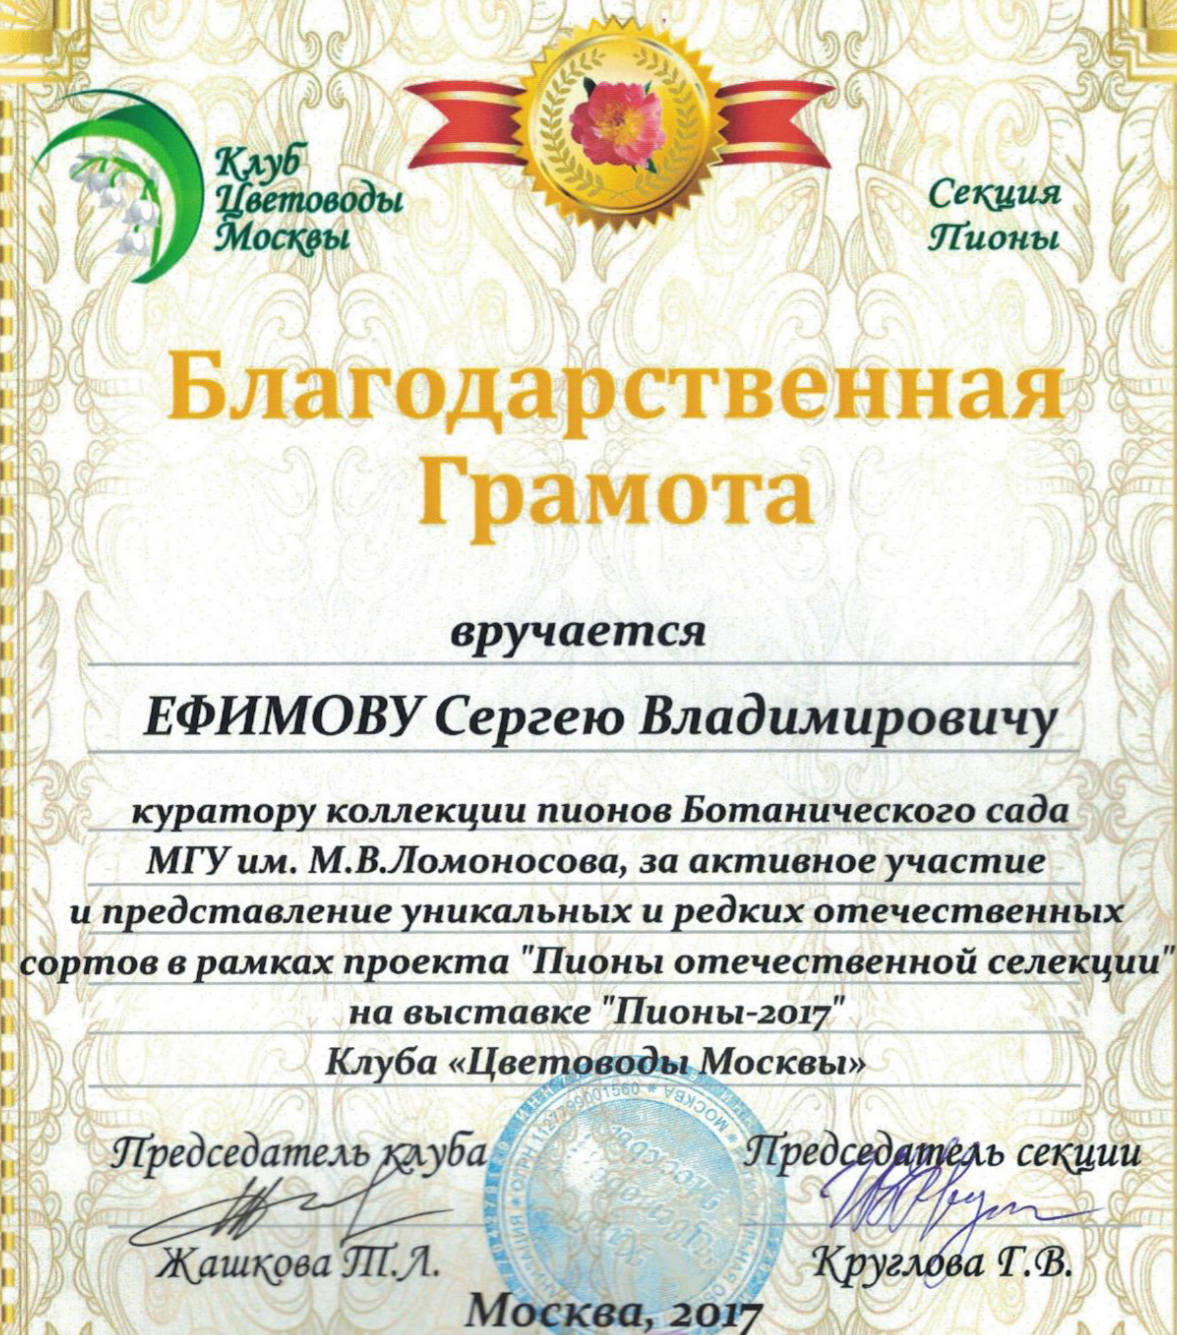 Клуб
Цветоводы
Москвы
Секция
Пионы
Благодарственная
Грамота
вручается
ЕФИМОВУ Сергею Владимировичу
куратору коллекции пионов Ботанического сада
МГУ им. М.В.Ломоносова, за активное участие
и представление уникальных и редких отечественных
сортов в рамках проекта "Пионы отечественной селекции"
на выставке "Пионы-2017"
Клуба «Цветоводы Москвы»
Председатель клуба
Председатель секции
Жашкова Т.Л.
Круглова Г.В.
МОСКВА
Москва, 2017